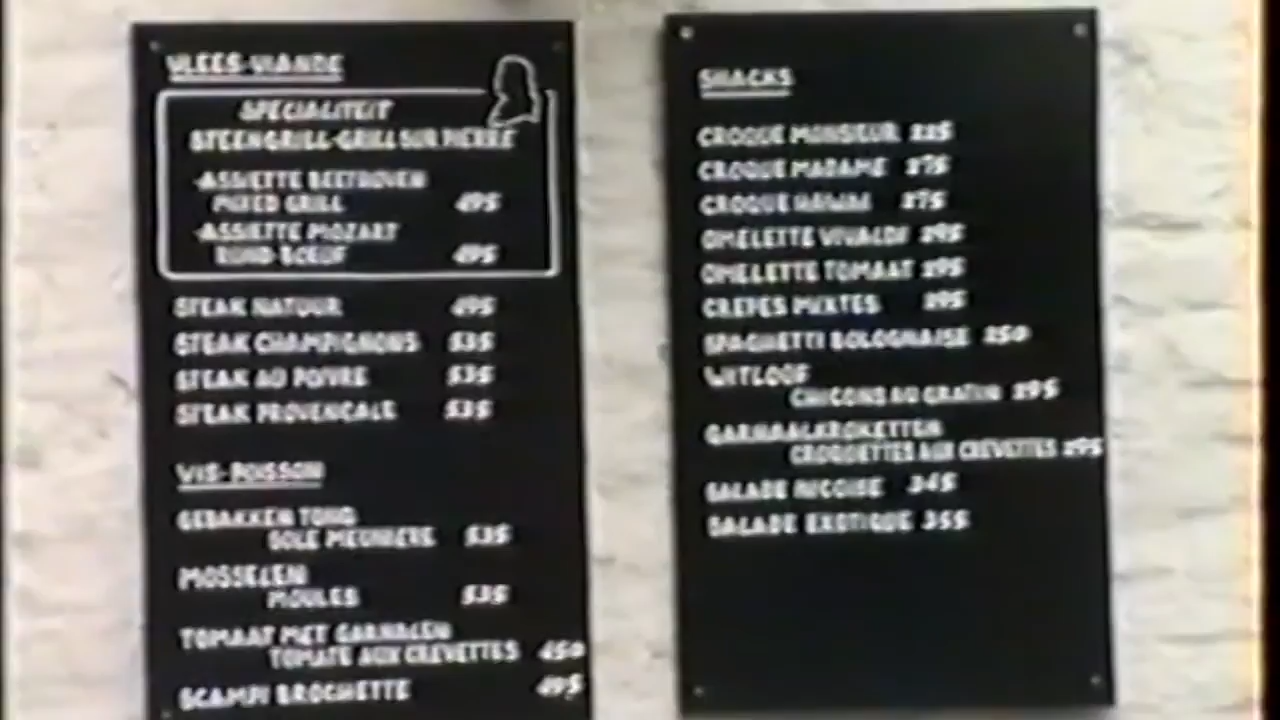 VLEES-VIANDE
SPECIALITEIT
STEENGRILL-GRILL SUR PIERRE
-ASSIETTE BEETHOVEN
MIXED GRILL 495
-ASSIETTE MOZART
ROND BOEUF 495
STEAK NATUUR 495
STEAK CHAMPIGNONS 535
STEAK AU POIVRE 535
STEAK PROVENCALE 535
VIS-POISSON
GEBAKKEN TONG
SOLE MEUNIERE 535
MOSSELEN
MOULES 535
TOMAAT MET GARNALEN
TOMATE AUX CREVETTES 450
SCAMPI BROCHETTE 495
SNACKS
CROQUE MONSIEUR 225
CROQUE MADAME 275
CROQUE HAWAI 275
OMELETTE VIVALDI 295
OMELETTE TOMAAT 295
CREPES MIXTES 295
SPAGHETTI BOLOGNAISE 250
WITLOOF
CHICONS AU GRATIN 295
GARNAALKROKETTEN
CROQUETTES AUX CREVETTES 295
SALADE NICOISE 345
SALADE EXOTIQUE 355